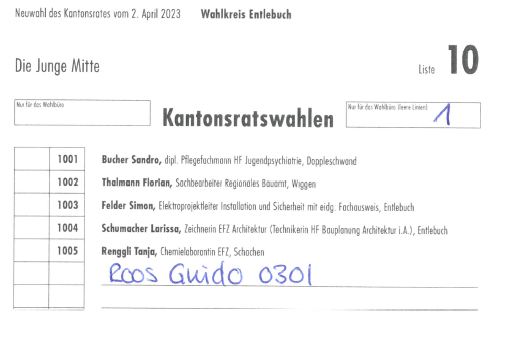 Neuwahl des Kantonsrates vom 2. April 2023 Wahlkreis Entlebuch
Die Junge Mitte Liste 10
Nur für das Wahlbüro
Kantonsratswahlen
Nur für das Wahlbüro (leere Linien)
1
1001 Bucher Sandro, dipl. Pflegefachmann HF Jugendpsychiatrie, Doppleschwand
1002 Thalmann Florian, Sachbearbeiter Regionales Bauamt, Wiggen
1003 Felder Simon, Elektroprojektleiter Installation und Sicherheit mit eidg. Fachausweis, Entlebuch
1004 Schumacher Larissa, Zeichnerin EFZ Architektur (Technikerin HF Bauplanung Architektur i.A.), Entlebuch
1005 Renggli Tanja, Chemielaborantin EFZ, Schachen
Roos Guido 0301